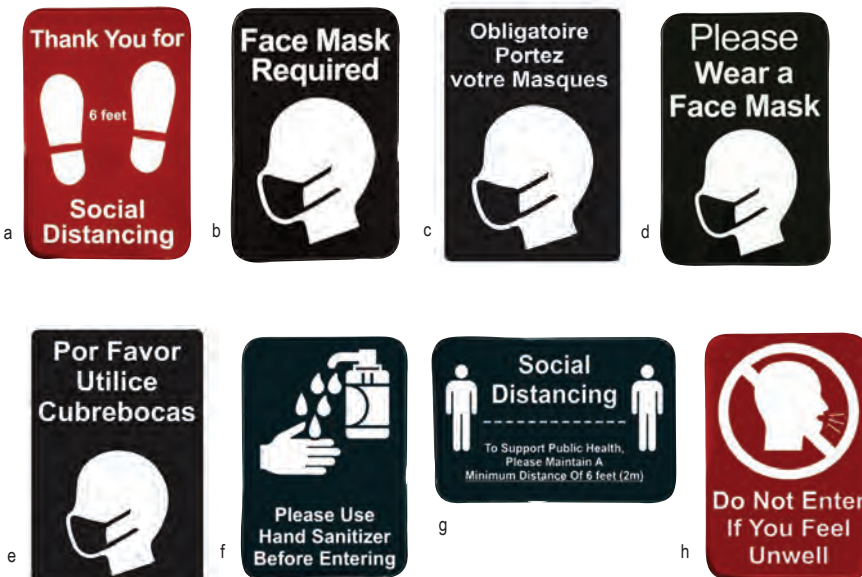 Thank You for
6 feet
Social
Distancing
a
Face Mask
Required
b
Obligatoire
Portez
votre Masques
c
Please
Wear a
Face Mask
d
Por Favor
Utilice
Cubrebocas
e
Please Use
Hand Sanitizer
Before Entering
f
Social
Distancing
To Support Public Health,
Please Maintain A
Minimum Distance Of 6 feet (2m)
g
Do Not Enter
If You Feel
Unwell
h